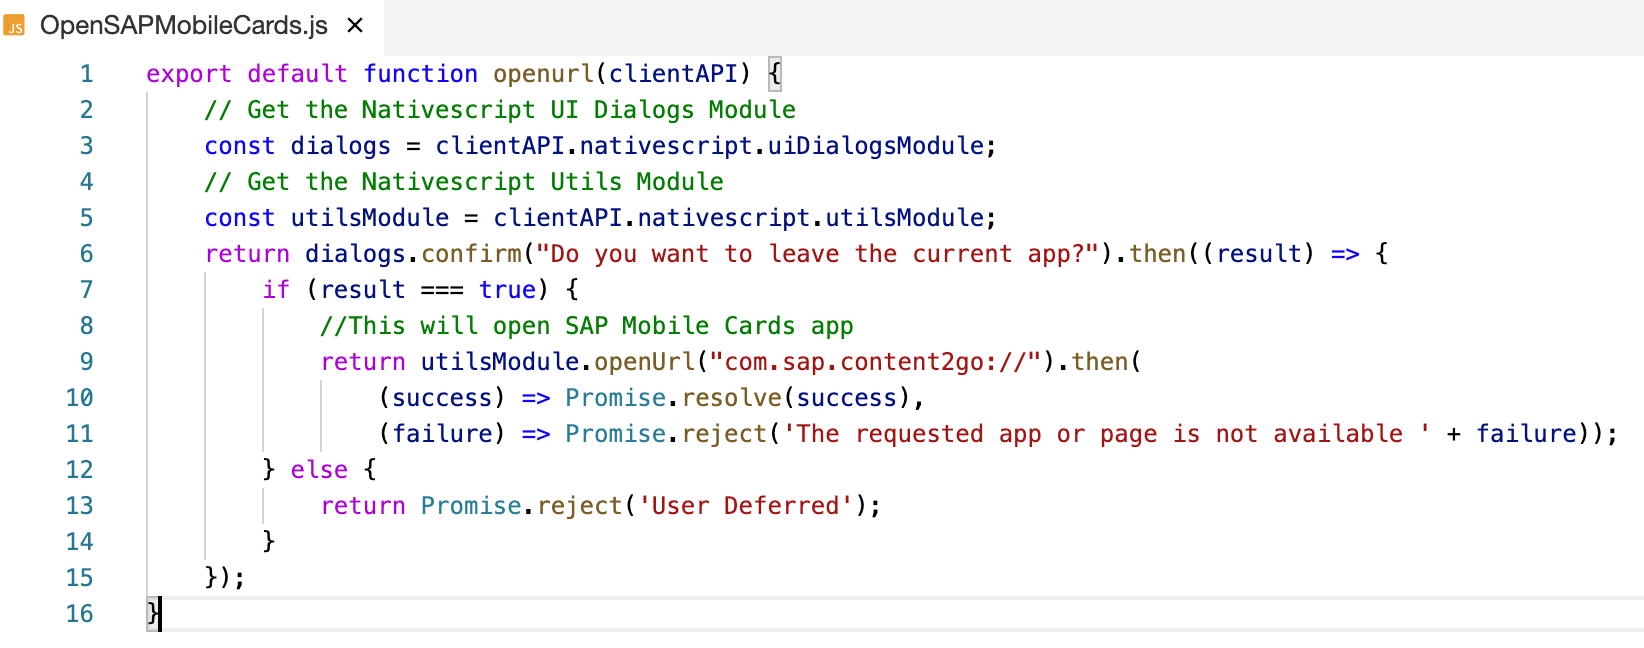 JS OpenSAPMobileCards.js ×
1 export default function openurl(clientAPI) {
2     // Get the Nativescript UI Dialogs Module
3     const dialogs = clientAPI.nativescript.uiDialogsModule;
4     // Get the Nativescript Utils Module
5     const utilsModule = clientAPI.nativescript.utilsModule;
6     return dialogs.confirm("Do you want to leave the current app?").then((result) => {
7         if (result === true) {
8             //This will open SAP Mobile Cards app
9             return utilsModule.openUrl("com.sap.content2go://").then(
10                 (success) => Promise.resolve(success),
11                 (failure) => Promise.reject('The requested app or page is not available ' + failure));
12         } else {
13             return Promise.reject('User Deferred');
14         }
15     });
16 }